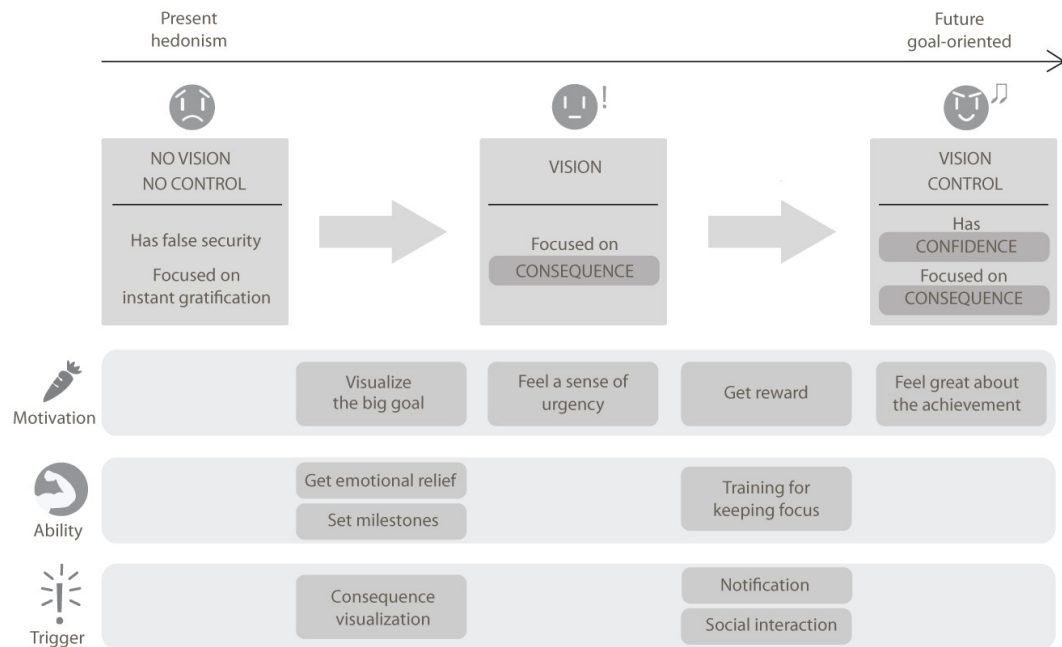 Present
hedonism
Future
goal-oriented
!
NO VISION
NO CONTROL
Has false security
Focused on
instant gratification
VISION
Focused on
CONSEQUENCE
VISION
CONTROL
Has
CONFIDENCE
Focused on
CONSEQUENCE
Motivation
Visualize
the big goal
Feel a sense of
urgency
Get reward
Feel great about
the achievement
Ability
Get emotional relief
Set milestones
Training for
keeping focus
Trigger
Consequence
visualization
Notification
Social interaction